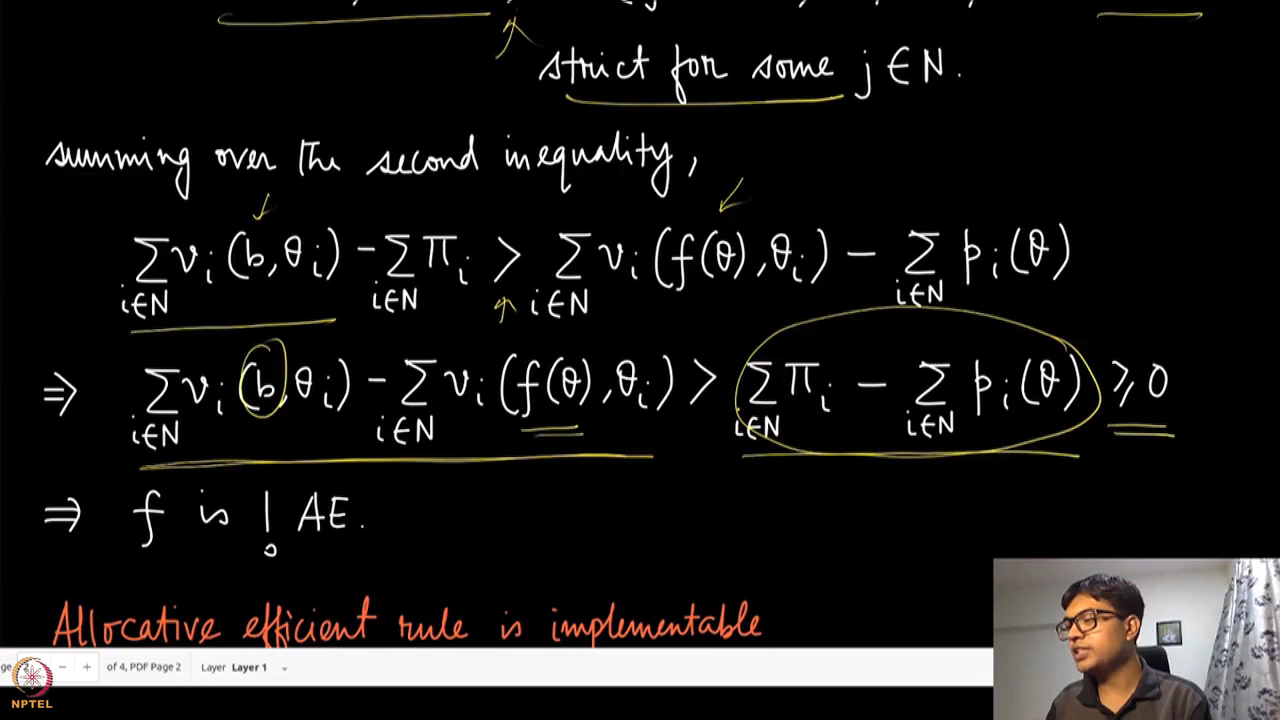 strict for some j ∈ N.
summing over the second inequality,
∑ i∈N v_i (b, θ_i) - ∑ i∈N π_i > ∑ i∈N v_i (f(θ), θ_i) - ∑ i∈N p_i (θ)
⇒ ∑ i∈N v_i (b, θ_i) - ∑ i∈N v_i (f(θ), θ_i) > ∑ i∈N π_i - ∑ i∈N p_i (θ) ≥ 0
⇒ f is ! AE.
Allocative efficient rule is implementable
of 4, PDF Page 2 Layer Layer 1
NPTEL